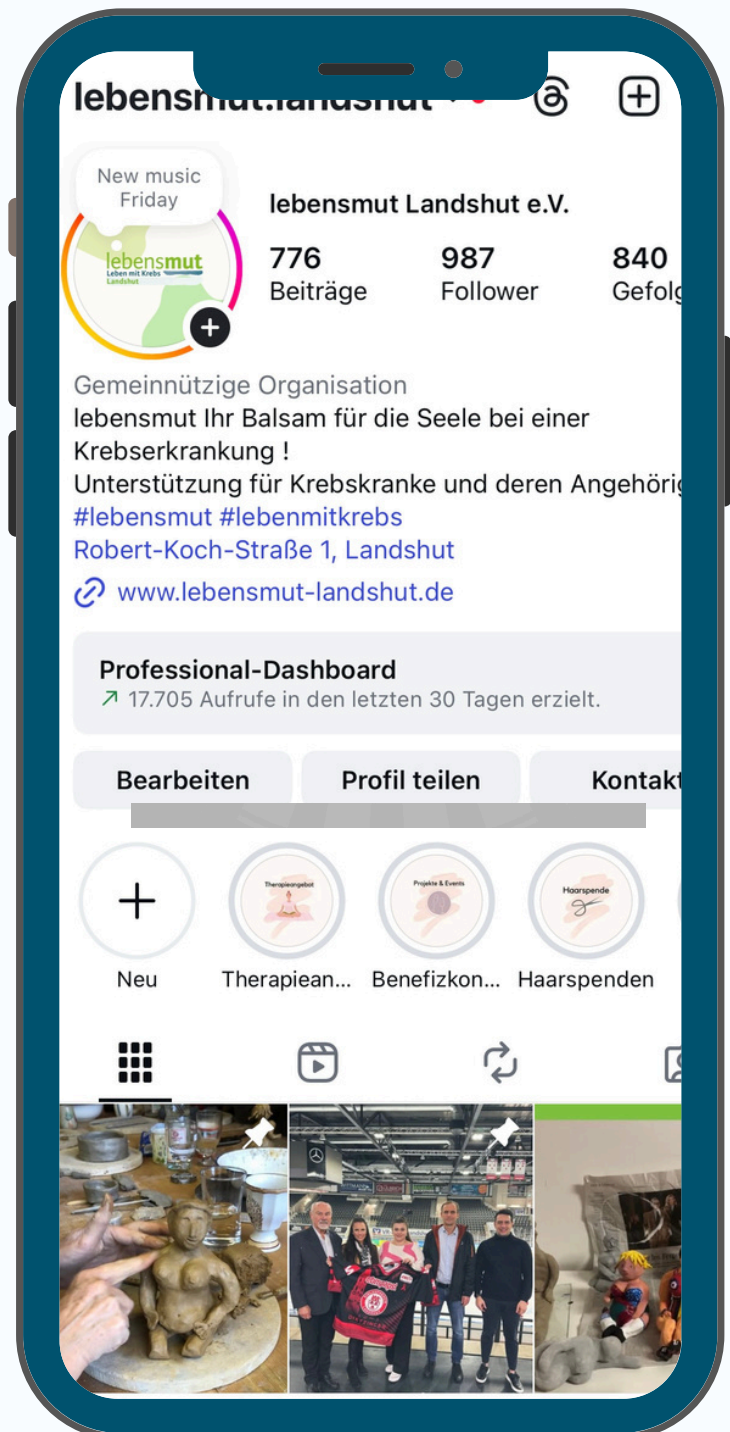 lebensmut.landshut
New music
Friday
lebensmut
Leben mit Krebs
Landshut
lebensmut Landshut e.V.
776 987 840
Beiträge Follower Gefolg
Gemeinnützige Organisation
lebensmut Ihr Balsam für die Seele bei einer
Krebserkrankung !
Unterstützung für Krebskranke und deren Angehörig
#lebensmut #lebenmitkrebs
Robert-Koch-Straße 1, Landshut
www.lebensmut-landshut.de
Professional-Dashboard
17.705 Aufrufe in den letzten 30 Tagen erzielt.
Bearbeiten Profil teilen Kontakt
Therapieangebot Projekte & Events Haarspende
Neu Therapiean... Benefizkon... Haarspenden